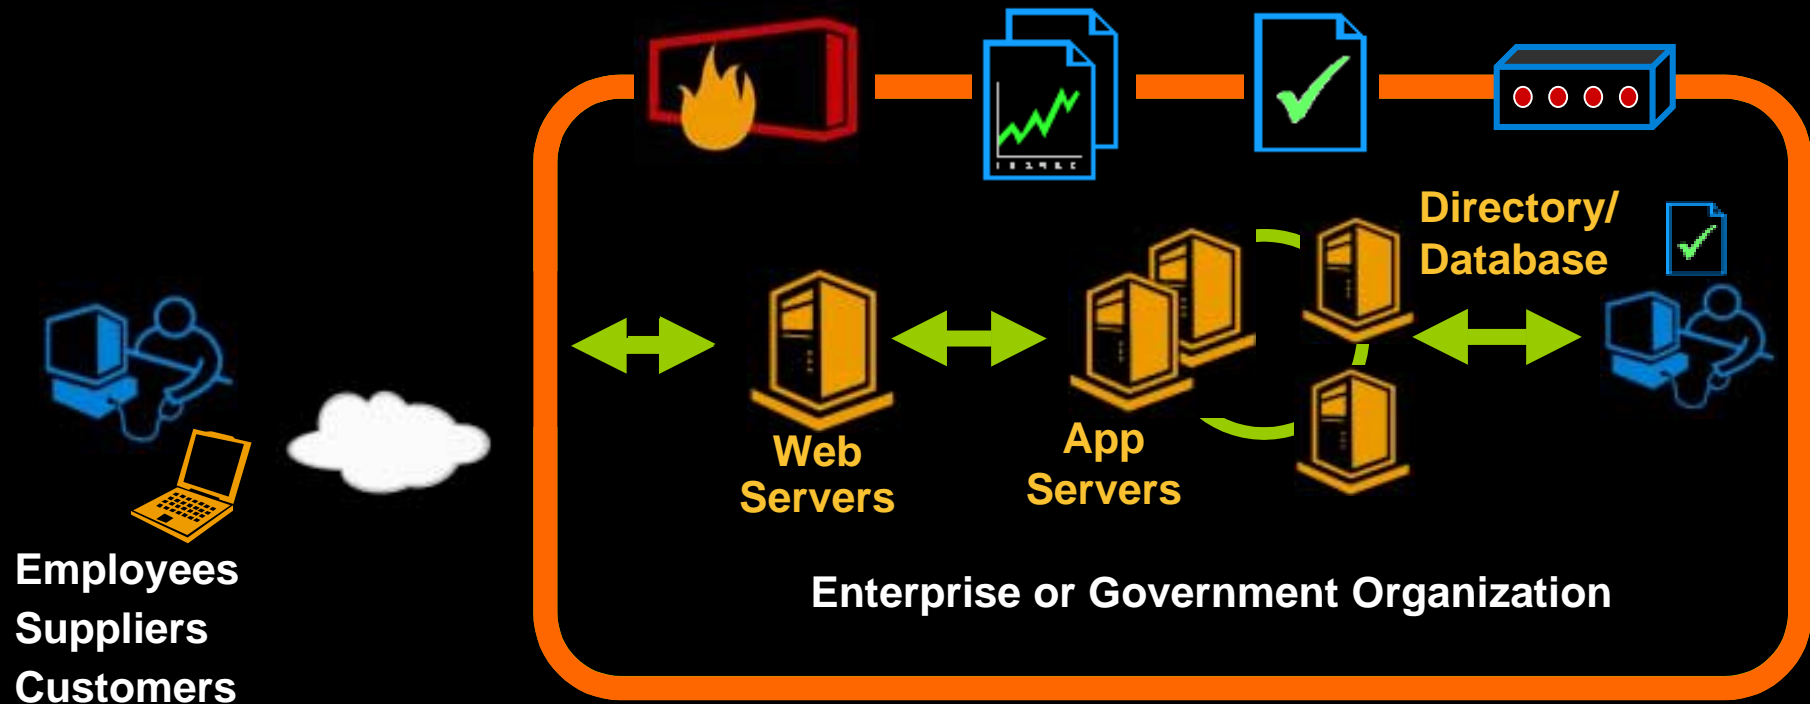 Directory/
Database
Web
Servers
App
Servers
Employees
Suppliers
Customers
Enterprise or Government Organization